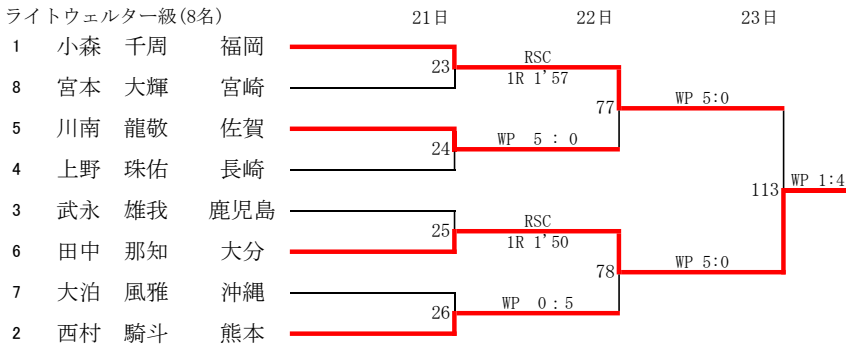 ライトウェルター級(8名) 21日 22日 23日
1 小森 千周 福岡
23 RSC
1R 1'57
8 宮本 大輝 宮崎
77 WP 5:0
5 川南 龍敬 佐賀
24 WP 5 : 0
4 上野 珠佑 長崎
113 WP 1:4
3 武永 雄我 鹿児島
25 RSC
1R 1'50
6 田中 那知 大分
78 WP 5:0
7 大泊 風雅 沖縄
26 WP 0 : 5
2 西村 騎斗 熊本